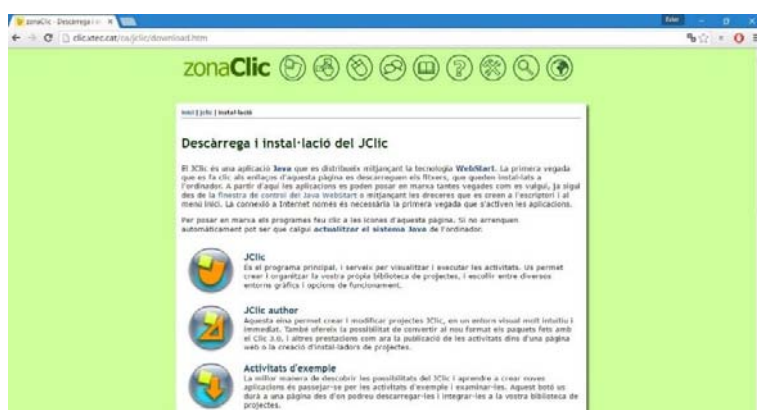 zonaClic - Descàrrega i
clic.xtec.cat/ca/jclic/download.htm
zonaClic
inici | jclic | instal·lació
Descàrrega i instal·lació del JClic
El JClic és una aplicació Java que es distribueix mitjançant la tecnologia WebStart. La primera vegada
que es fa clic als enllaços d'aquesta pàgina es descarreguen els fitxers, que queden instal·lats a
l'ordinador. A partir d'aquí les aplicacions es poden posar en marxa tantes vegades com es vulgui, ja sigui
des de la finestra de control del Java WebStart o mitjançant les dreceres que es creen a l'escriptori i al
menú Inici. La connexió a Internet només és necessària la primera vegada que s'activen les aplicacions.
Per posar en marxa els programes feu clic a les icones d'aquesta pàgina. Si no arrenquen
automàticament pot ser que calgui actualitzar el sistema Java de l'ordinador.
JClic
És el programa principal, i serveix per visualitzar i executar les activitats. Us permet
crear i organitzar la vostra pròpia biblioteca de projectes, i escollir entre diversos
entorns gràfics i opcions de funcionament.
JClic author
Aquesta eina permet crear i modificar projectes JClic, en un entorn visual molt intuïtiu i
immediat. També ofereix la possibilitat de convertir al nou format els paquets fets amb
el Clic 3.0, i altres prestacions com ara la publicació de les activitats dins d'una pàgina
web o la creació d'instal·ladors de projectes.
Activitats d'exemple
La millor manera de descobrir les possibilitats del JClic i aprendre a crear noves
aplicacions és passejar-se per les activitats d'exemple i examinar-les. Aquest botó us
durà a una pàgina des d'on podreu descarregar-les i integrar-les a la vostra biblioteca de
projectes.